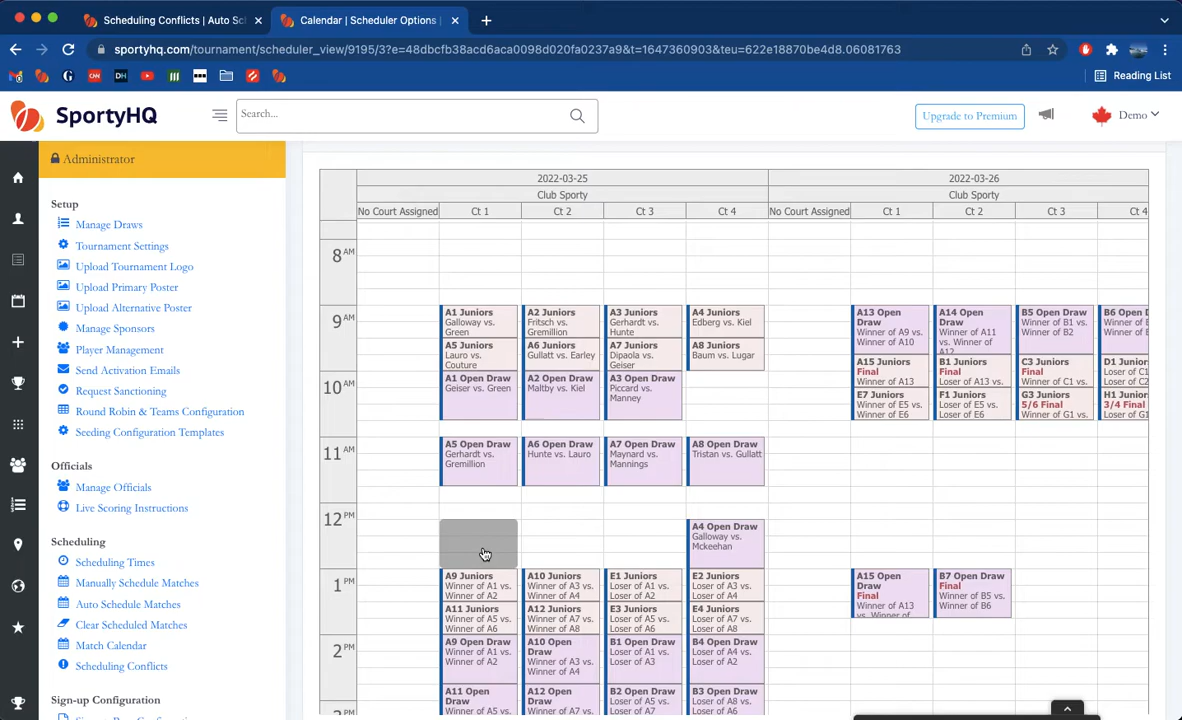 Scheduling Conflicts | Auto Sc
Calendar | Scheduler Options |
sportyhq.com/tournament/scheduler_view/9195/3?e=48dbcfb38acd6aca0098d020fa0237a9&t=1647360903&teu=622e18870be4d8.06081763
Reading List
SportyHQ
Search...
Upgrade to Premium
Demo
Administrator
Setup
Manage Draws
Tournament Settings
Upload Tournament Logo
Upload Primary Poster
Upload Alternative Poster
Manage Sponsors
Player Management
Send Activation Emails
Request Sanctioning
Round Robin & Teams Configuration
Seeding Configuration Templates
Officials
Manage Officials
Live Scoring Instructions
Scheduling
Scheduling Times
Manually Schedule Matches
Auto Schedule Matches
Clear Scheduled Matches
Match Calendar
Scheduling Conflicts
Sign-up Configuration
2022-03-25
2022-03-26
Club Sporty
Club Sporty
No Court Assigned
Ct 1
Ct 2
Ct 3
Ct 4
No Court Assigned
Ct 1
Ct 2
Ct 3
Ct 4
8 AM
9 AM
A1 Juniors
Galloway vs.
Green
A2 Juniors
Fritsch vs.
Gremillion
A3 Juniors
Gerhardt vs.
Hunte
A4 Juniors
Edberg vs. Kiel
A13 Open
Draw
Winner of A9 vs.
Winner of A10
A14 Open
Draw
Winner of A11
vs. Winner of
A12
B5 Open Draw
Winner of B1 vs.
Winner of B2
B6 Open D
A5 Juniors
Lauro vs.
Couture
A6 Juniors
Gullatt vs. Earley
A7 Juniors
Dipaola vs.
Geiser
A8 Juniors
Baum vs. Lugar
A15 Juniors
Final
Winner of A13
B1 Juniors
Final
Loser of A13 vs.
C3 Juniors
Final
Winner of C1 vs.
D1 Junior
Loser of C1
Loser of C2
10 AM
A1 Open Draw
Geiser vs. Green
A2 Open Draw
Maltby vs. Kiel
A3 Open Draw
Piccard vs.
Manney
E7 Juniors
Winner of E5 vs.
Winner of E6
F1 Juniors
Loser of E5 vs.
Loser of E6
G3 Juniors
5/6 Final
Winner of G1 vs.
H1 Junior
3/4 Final
Loser of G1
11 AM
A5 Open Draw
Gerhardt vs.
Gremillion
A6 Open Draw
Hunte vs. Lauro
A7 Open Draw
Maynard vs.
Mannings
A8 Open Draw
Tristan vs. Gullatt
12 PM
A4 Open Draw
Galloway vs.
Mckeehan
1 PM
A9 Juniors
Winner of A1 vs.
Winner of A2
A10 Juniors
Winner of A3 vs.
Winner of A4
E1 Juniors
Loser of A1 vs.
Loser of A2
E2 Juniors
Loser of A3 vs.
Loser of A4
A15 Open
Draw
Final
Winner of A13
vs. Winner of
B7 Open Draw
Final
Winner of B5 vs.
Winner of B6
A11 Juniors
Winner of A5 vs.
Winner of A6
A12 Juniors
Winner of A7 vs.
Winner of A8
E3 Juniors
Loser of A5 vs.
Loser of A6
E4 Juniors
Loser of A7 vs.
Loser of A8
2 PM
A9 Open Draw
Winner of A1 vs.
Winner of A2
A10 Open
Draw
Winner of A3 vs.
Winner of A4
B1 Open Draw
Loser of A1 vs.
Loser of A3
B4 Open Draw
Loser of A4 vs.
Loser of A2
A11 Open
Draw
Winner of A5 vs.
A12 Open
Draw
Winner of A7 vs.
B2 Open Draw
Loser of A5 vs.
Loser of A7
B3 Open Draw
Loser of A8 vs.
Loser of A6